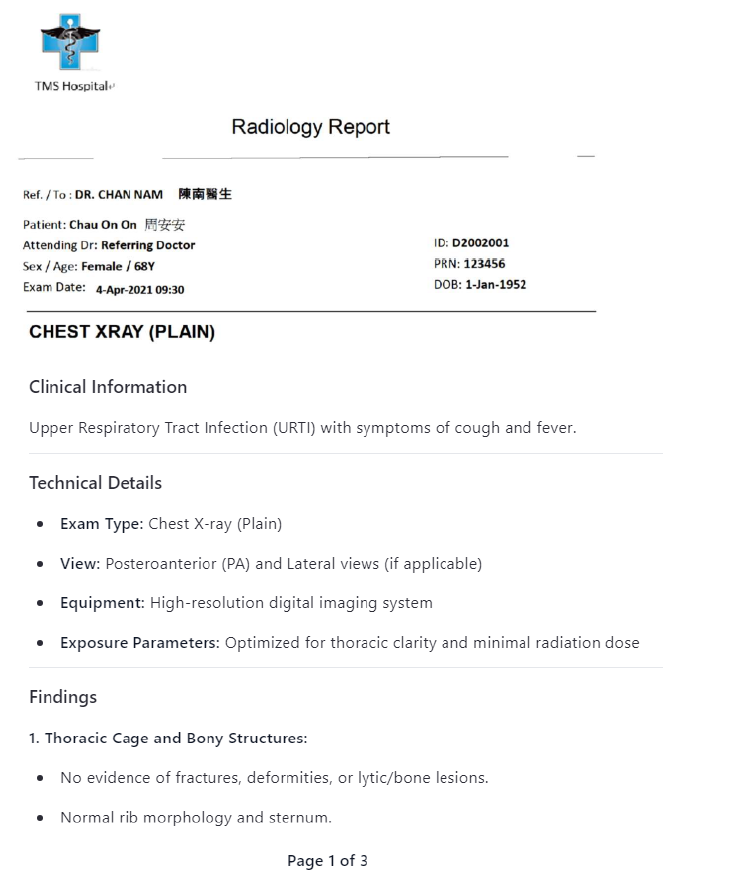 TMS Hospital
Radiology Report
Ref. / To : DR. CHAN NAM 陳南醫生
Patient: Chau On On 周安安
Attending Dr: Referring Doctor
ID: D2002001
Sex / Age: Female / 68Y
PRN: 123456
Exam Date: 4-Apr-2021 09:30
DOB: 1-Jan-1952
CHEST XRAY (PLAIN)
Clinical Information
Upper Respiratory Tract Infection (URTI) with symptoms of cough and fever.
Technical Details
• Exam Type: Chest X-ray (Plain)
• View: Posteroanterior (PA) and Lateral views (if applicable)
• Equipment: High-resolution digital imaging system
• Exposure Parameters: Optimized for thoracic clarity and minimal radiation dose
Findings
1. Thoracic Cage and Bony Structures:
• No evidence of fractures, deformities, or lytic/bone lesions.
• Normal rib morphology and sternum.
Page 1 of 3